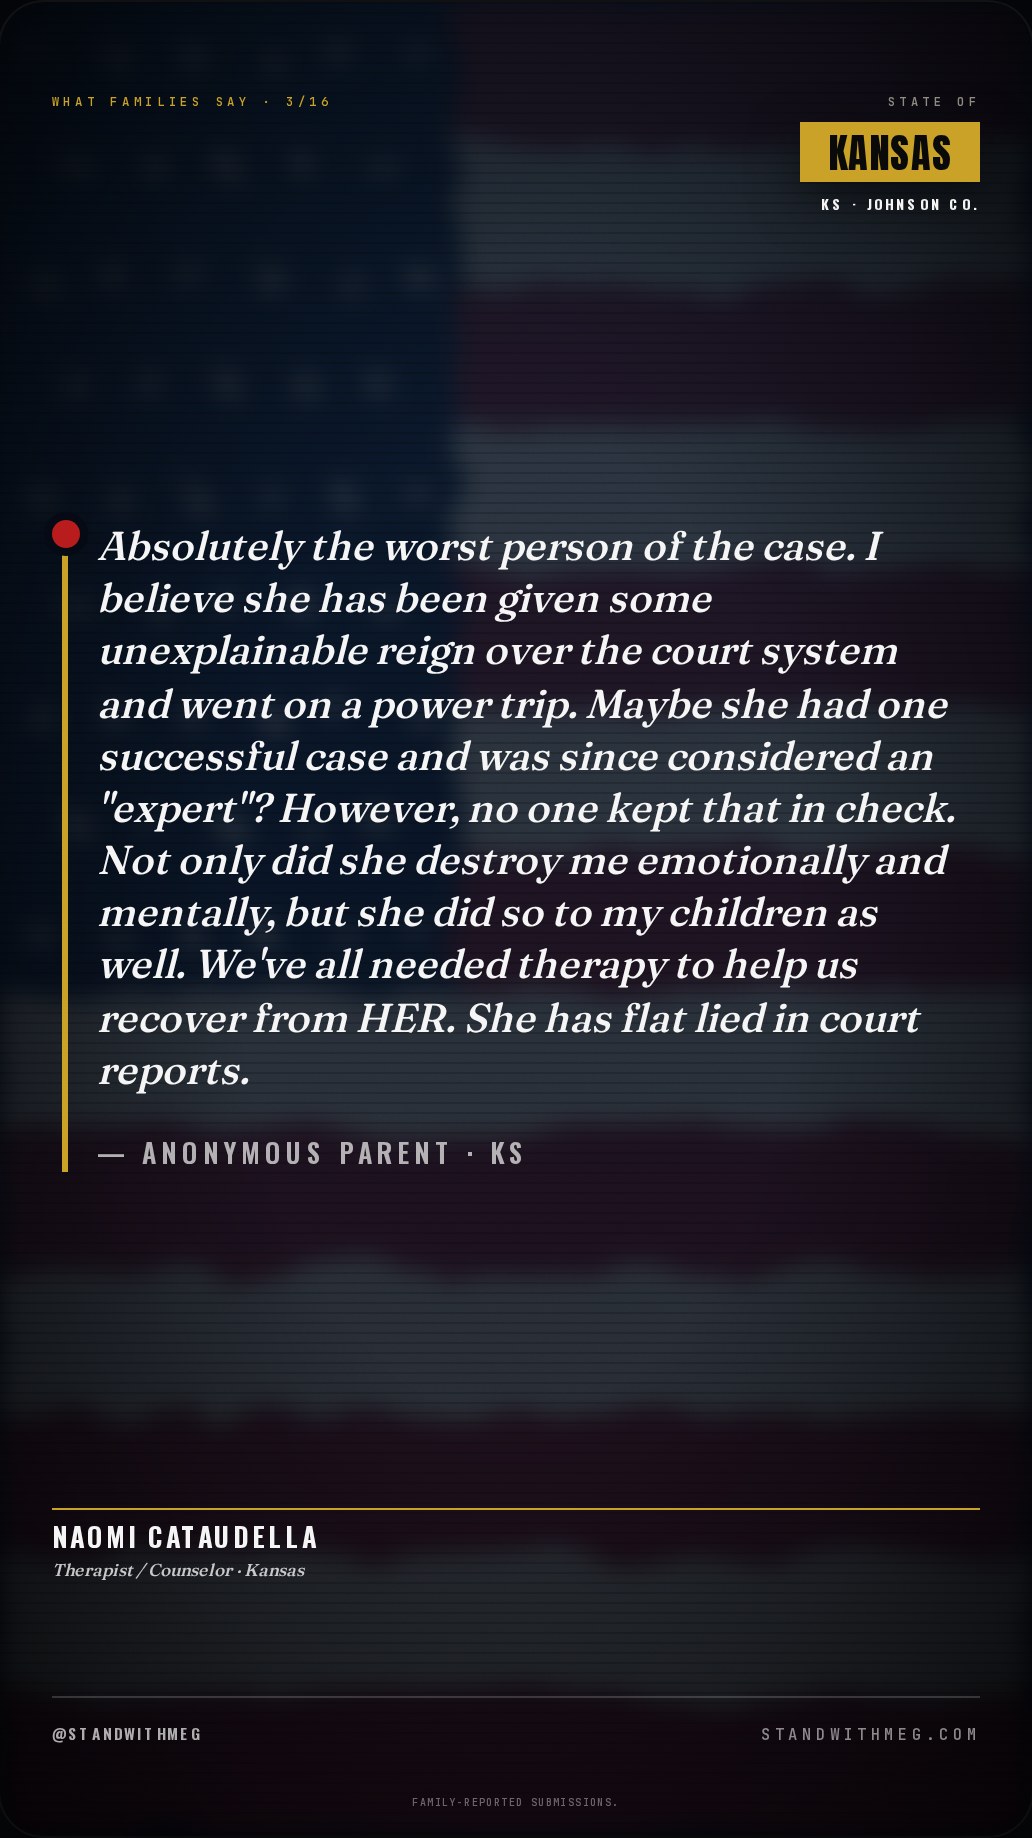 WHAT FAMILIES SAY · 3/16
STATE OF
KANSAS
KS · JOHNSON CO.
Absolutely the worst person of the case. I
believe she has been given some
unexplainable reign over the court system
and went on a power trip. Maybe she had one
successful case and was since considered an
"expert"? However, no one kept that in check.
Not only did she destroy me emotionally and
mentally, but she did so to my children as
well. We've all needed therapy to help us
recover from HER. She has flat lied in court
reports.
— ANONYMOUS PARENT · KS
NAOMI CATAUDELLA
Therapist / Counselor · Kansas
@STANDWITHMEG
STANDWITHMEG.COM
FAMILY-REPORTED SUBMISSIONS.